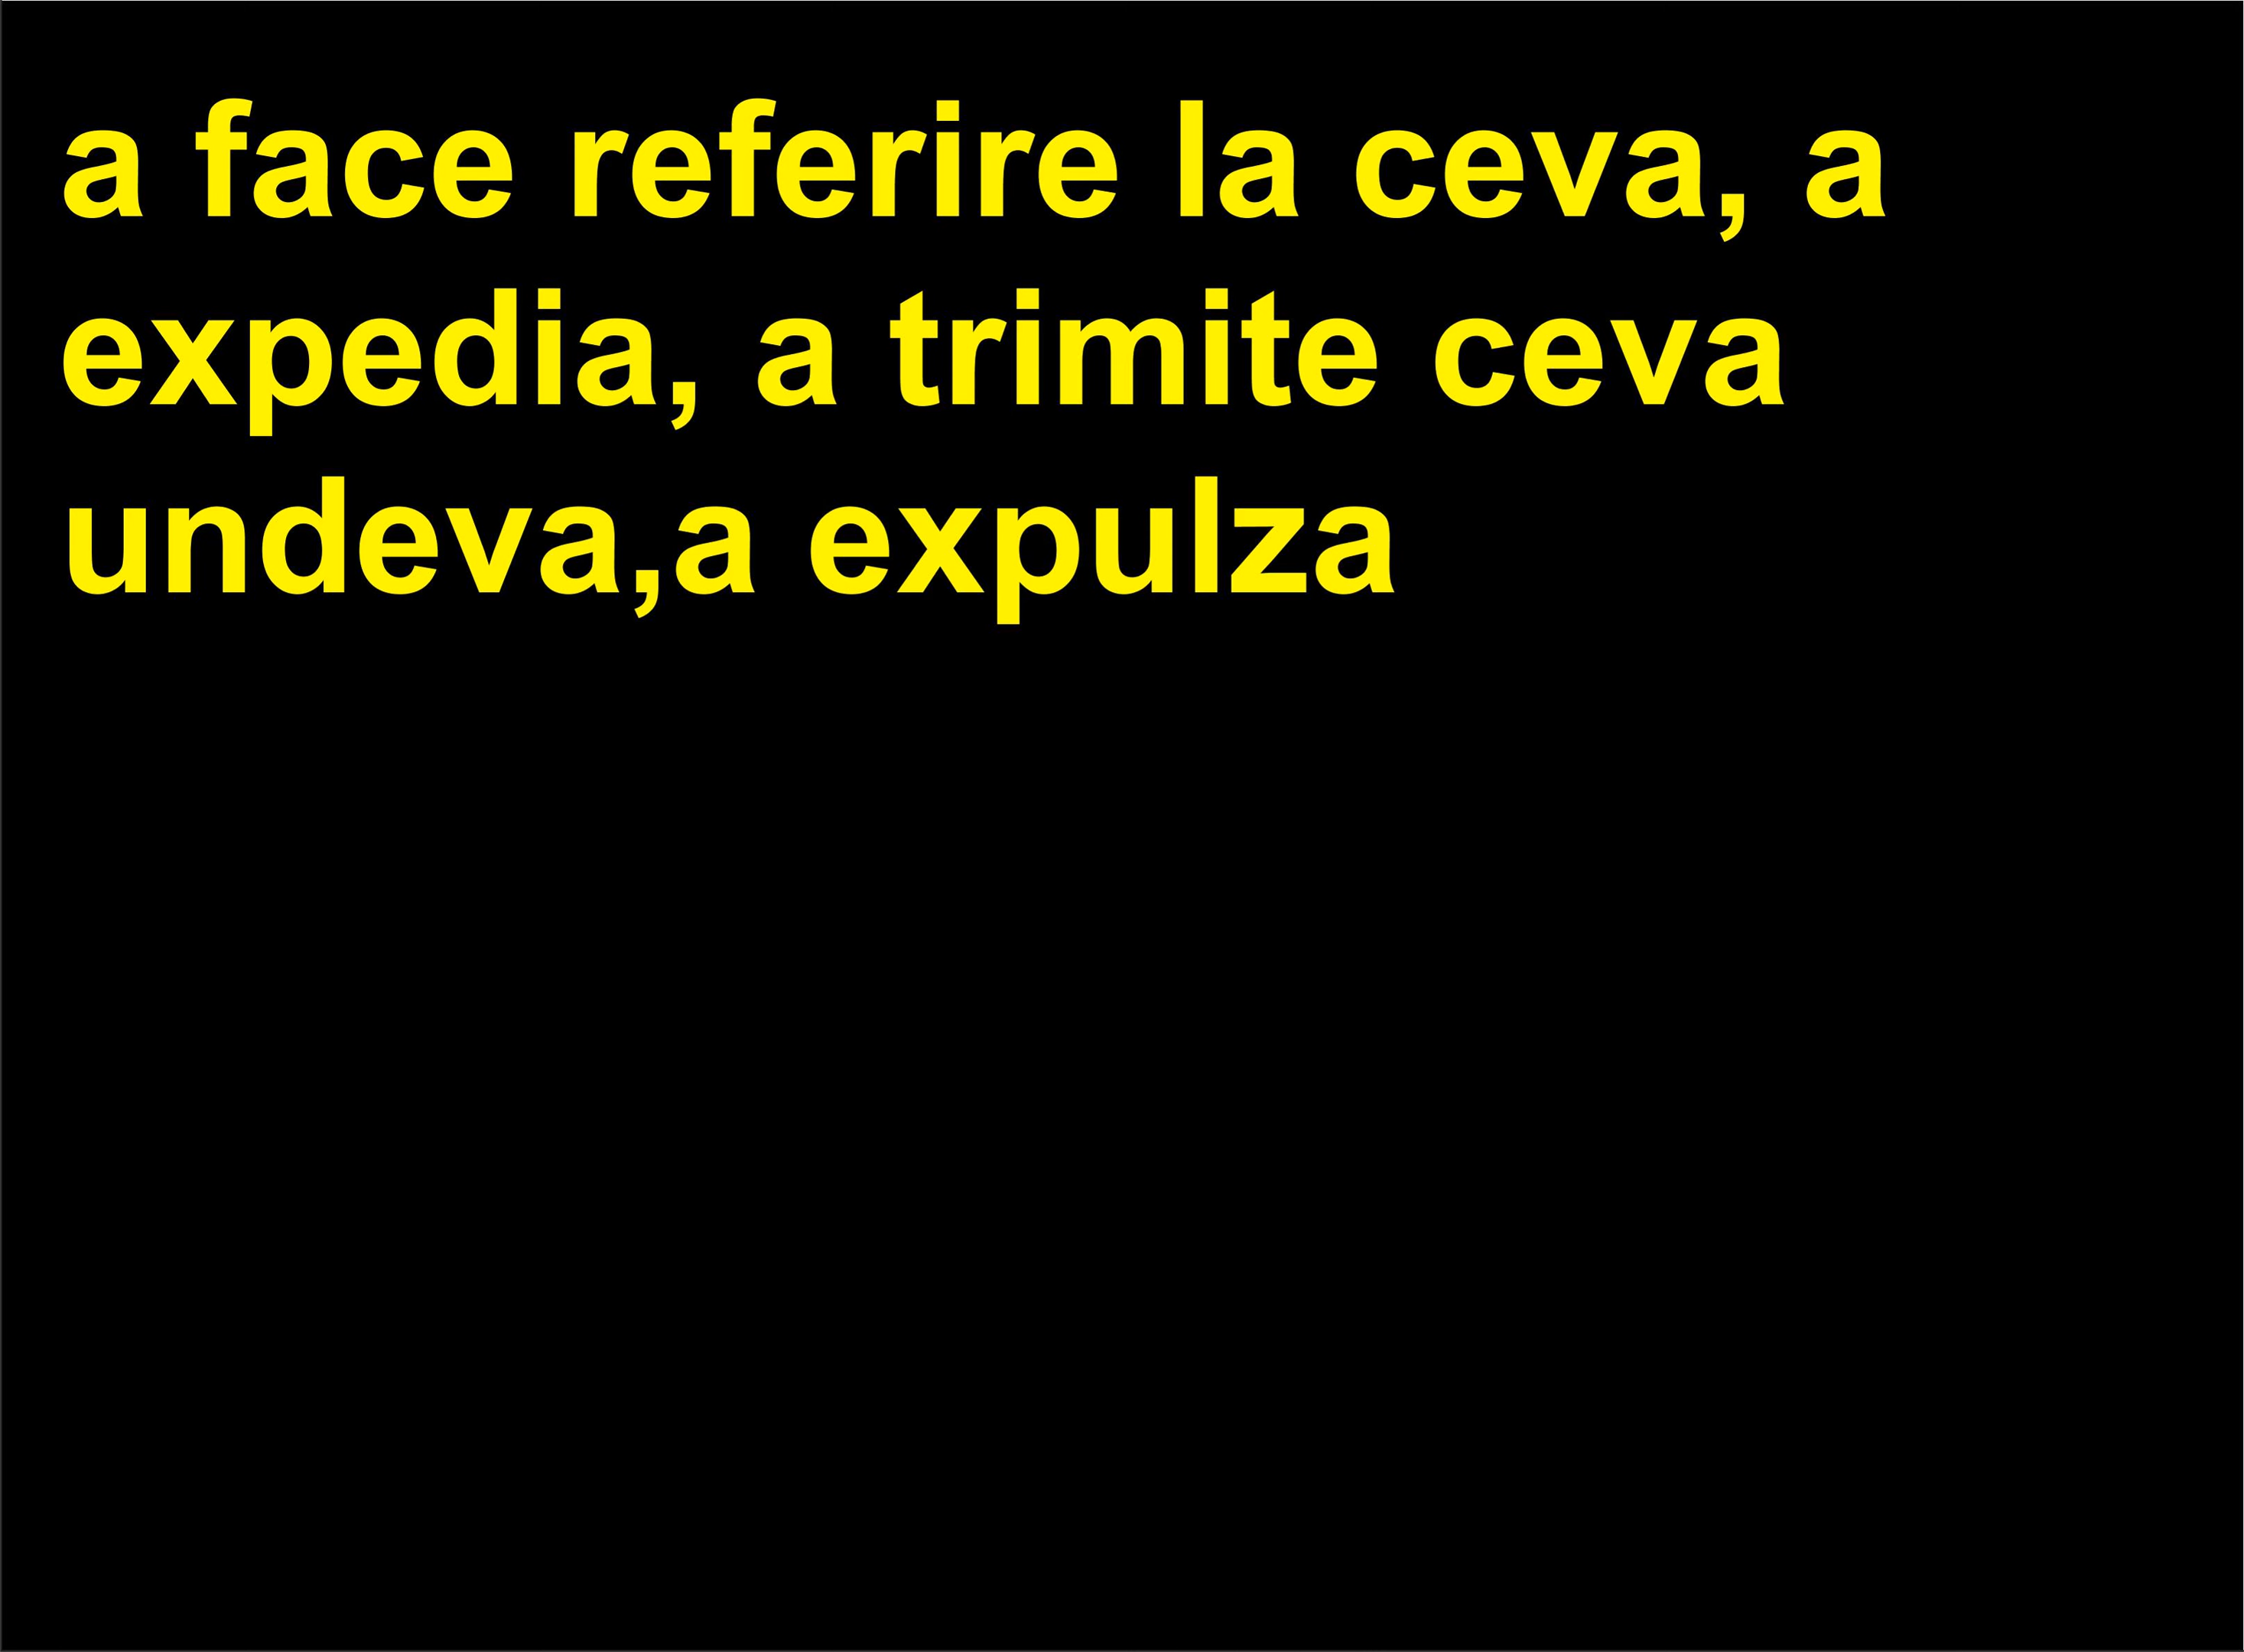 a face referire la ceva, a
expedia, a trimite ceva
undeva,a expulza